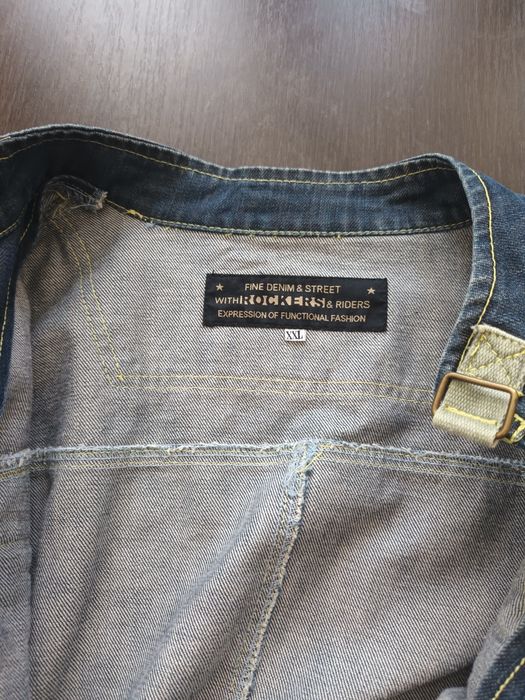 FINE DENIM & STREET
WITH ROCKERS & RIDERS
EXPRESSION OF FUNCTIONAL FASHION
XXL